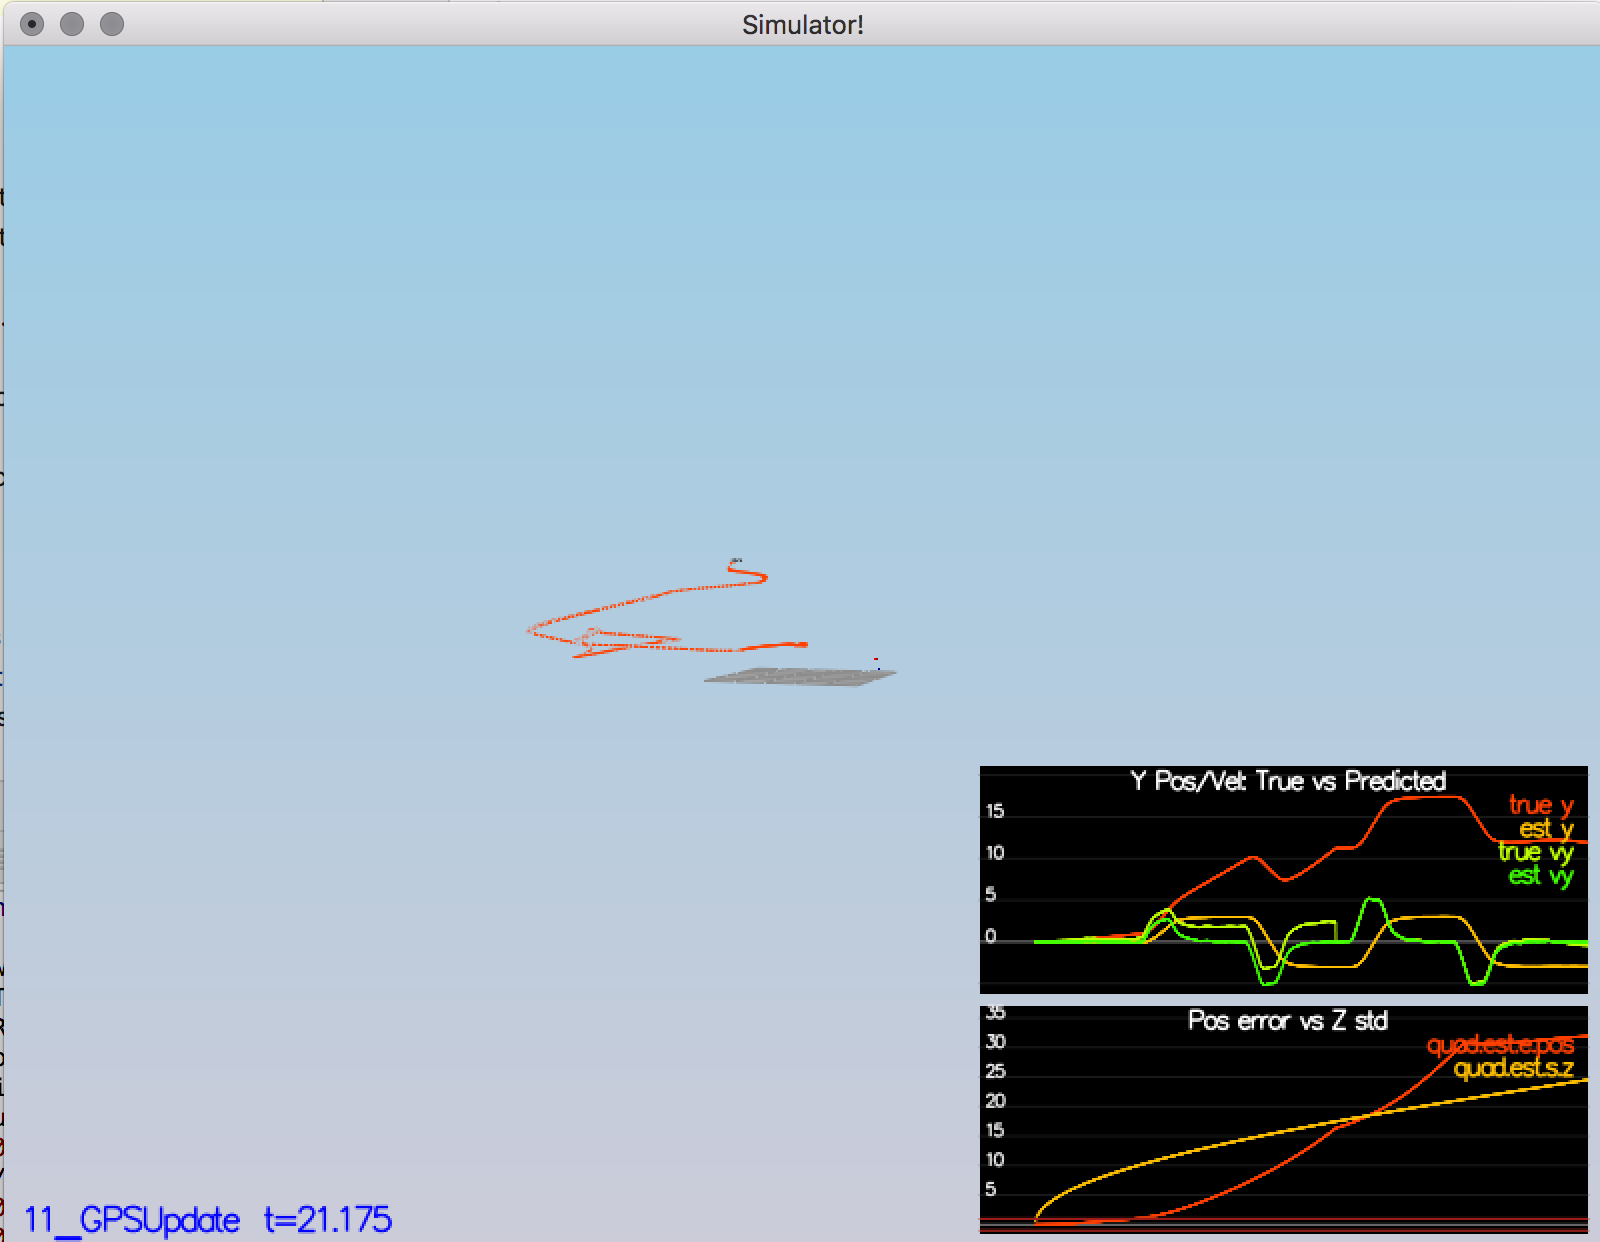 Simulator!
Y Pos/Vel: True vs Predicted
15
true y
est y
10
true vy
est vy
5
0
Pos error vs Z std
35
30
quad.est.e.pos
25
quad.est.s.z
20
15
10
5
11_GPSUpdate t=21.175